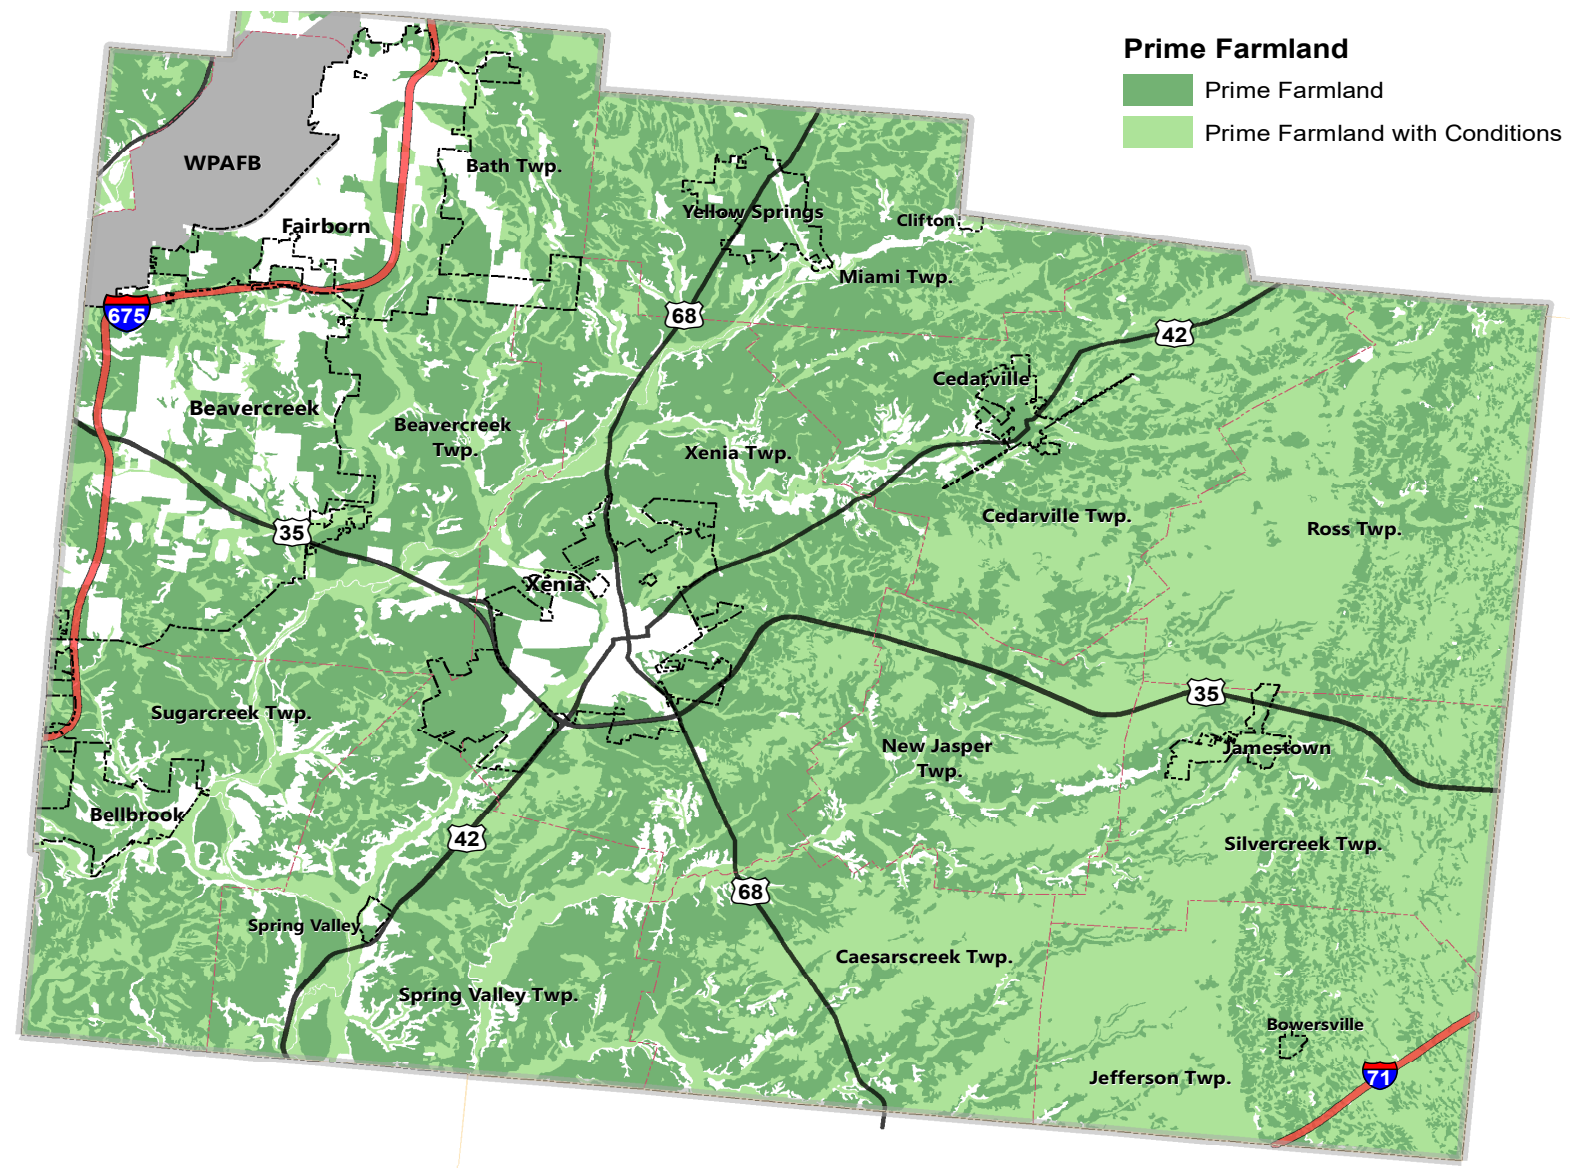 Prime Farmland
Prime Farmland
Prime Farmland with Conditions
WPAFB
Bath Twp.
Fairborn
Yellow Springs
Clifton
Miami Twp.
675
68
42
Cedarville
Beavercreek
Beavercreek
Twp.
Xenia Twp.
35
Cedarville Twp.
Ross Twp.
Xenia
35
Sugarcreek Twp.
New Jasper
Twp.
Jamestown
Bellbrook
42
Silvercreek Twp.
68
Spring Valley
Caesarscreek Twp.
Spring Valley Twp.
Bowersville
Jefferson Twp.
71